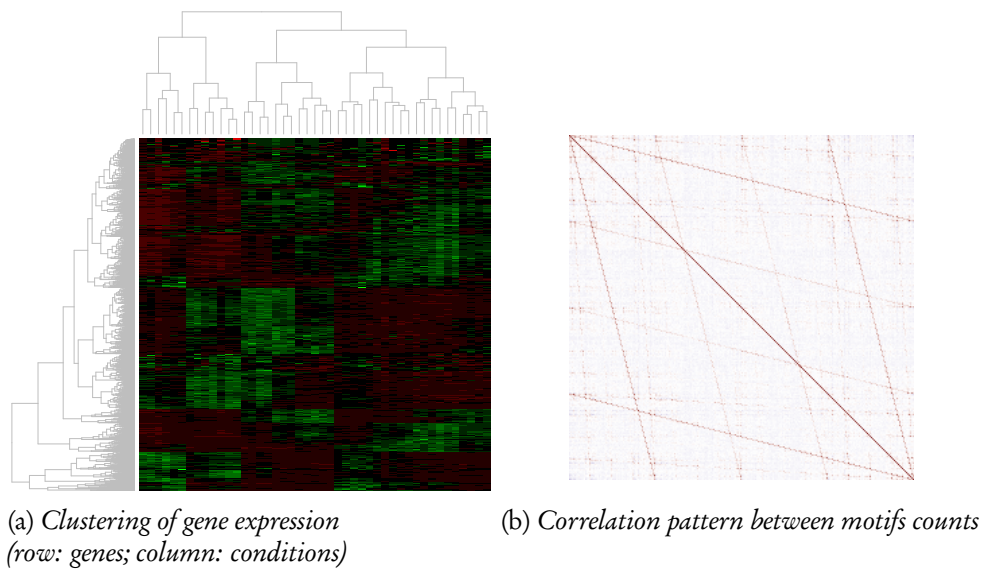 (a) Clustering of gene expression
(row: genes; column: conditions)
(b) Correlation pattern between motifs counts